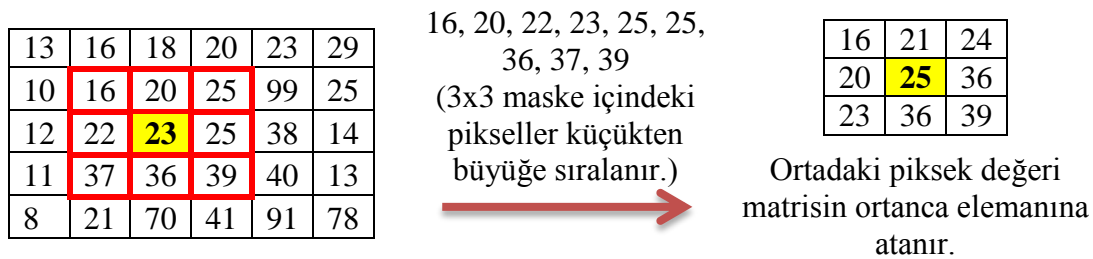 13 16 18 20 23 29
10 16 20 25 99 25
12 22 23 25 38 14
11 37 36 39 40 13
8 21 70 41 91 78
16, 20, 22, 23, 25, 25,
36, 37, 39
(3x3 maske içindeki
pikseller küçükten
büyüğe sıralanır.)
16 21 24
20 25 36
23 36 39
Ortadaki piksek değeri
matrisin ortanca elemanına
atanır.